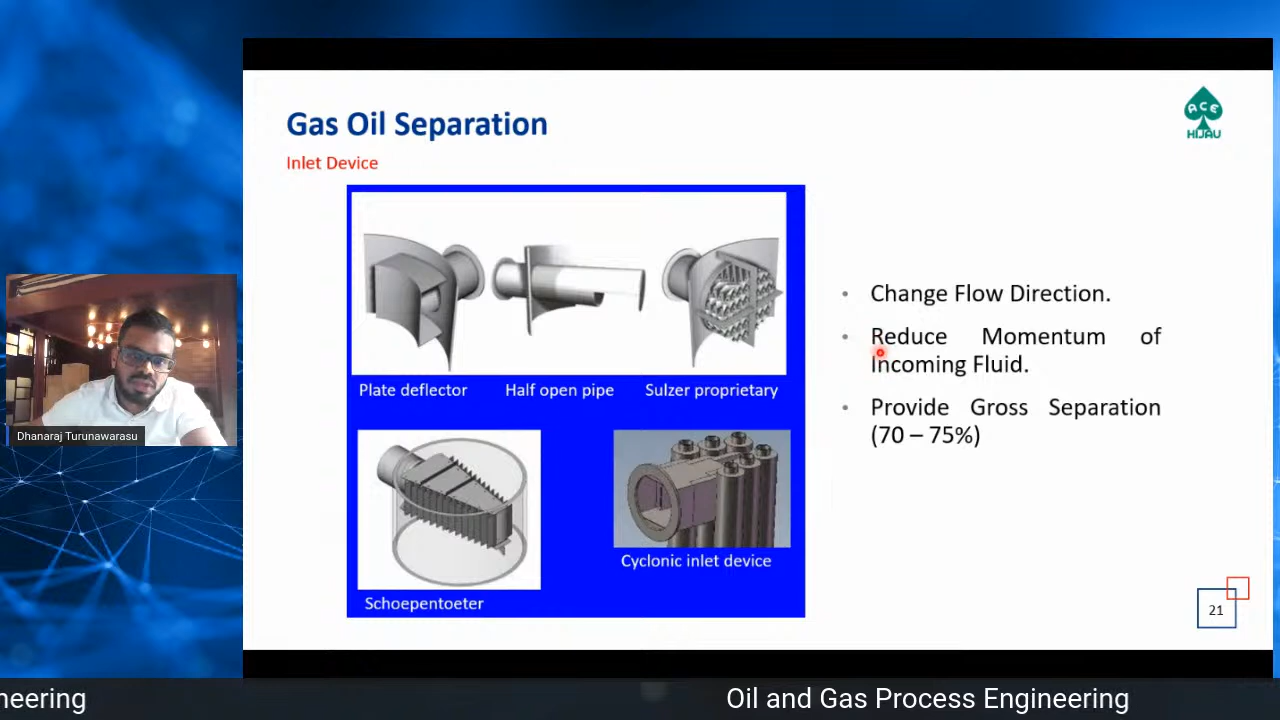 Gas Oil Separation
Inlet Device
ACE
HIJAU
Plate deflector
Half open pipe
Sulzer proprietary
Schoepentoeter
Cyclonic inlet device
• Change Flow Direction.
• Reduce Momentum of
Incoming Fluid.
• Provide Gross Separation
(70 – 75%)
21
Dhanaraj Turunawarasu
neering
Oil and Gas Process Engineering